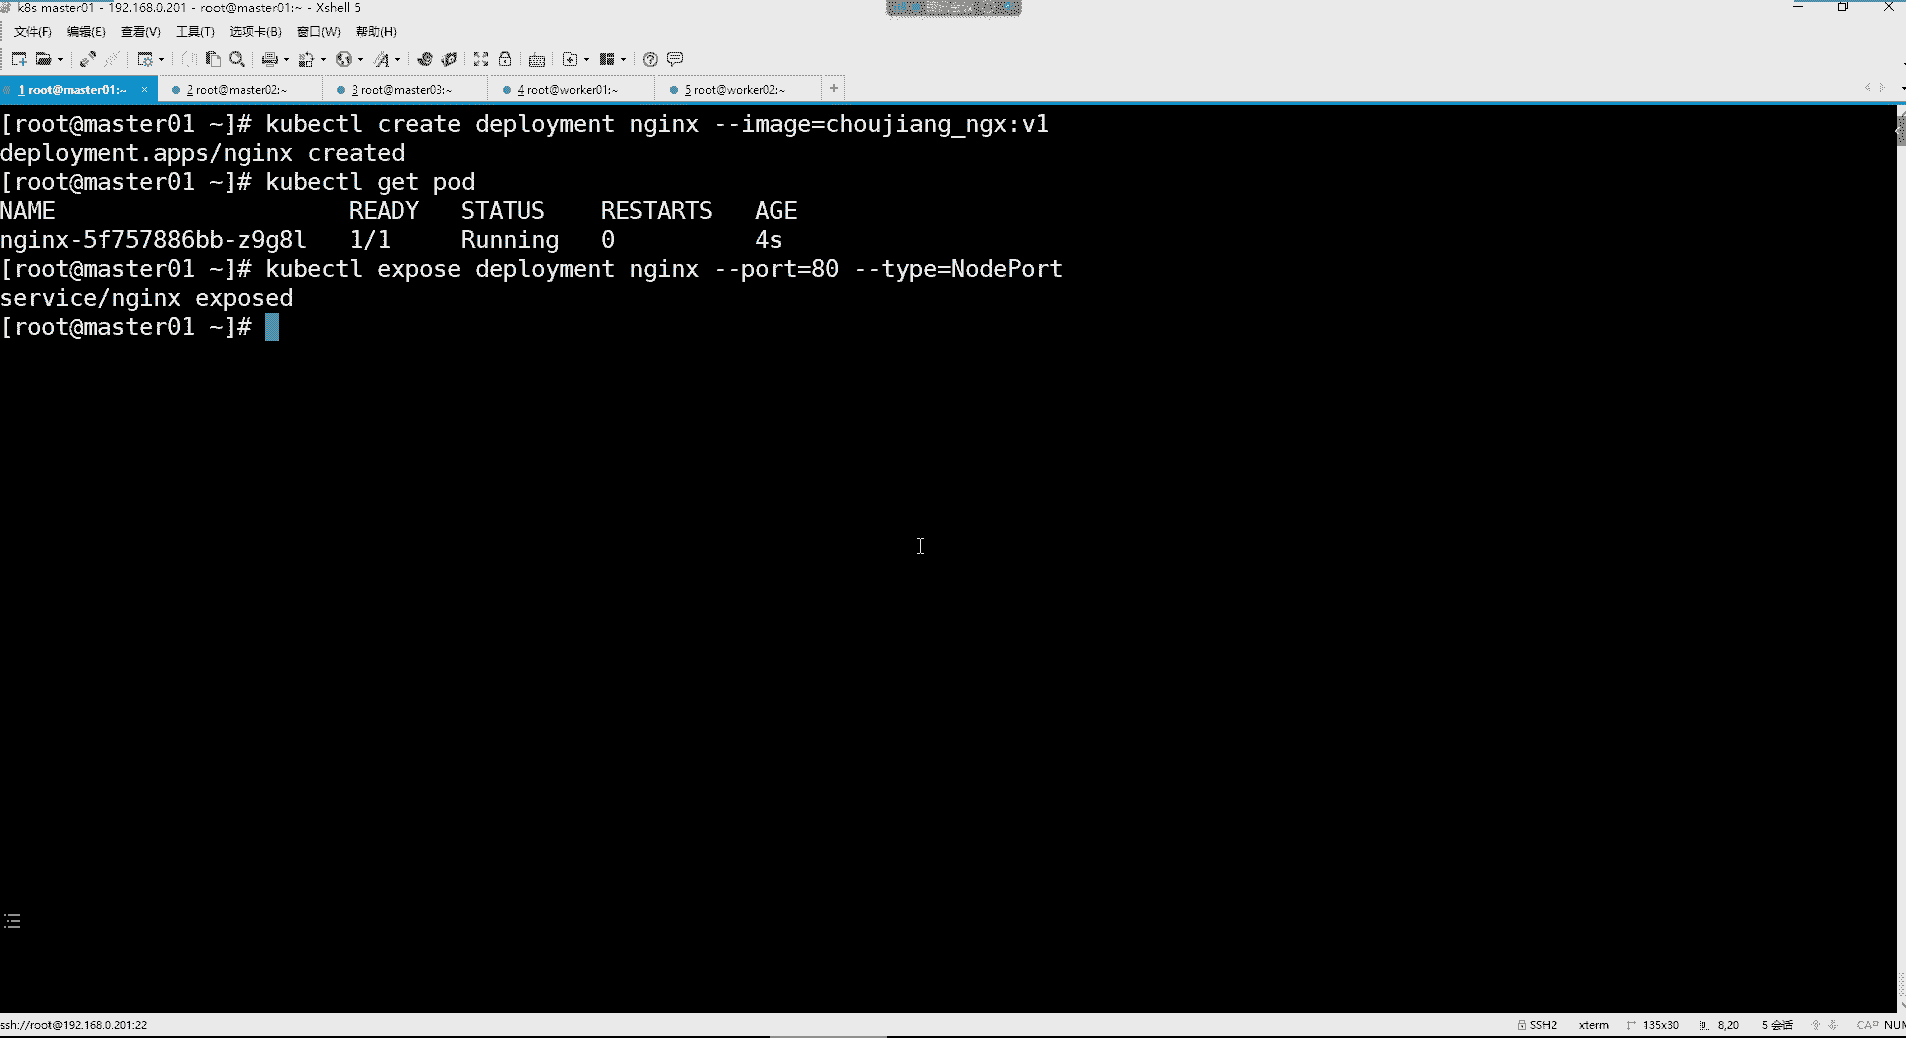 k8s master01 - 192.168.0.201 - root@master01:~ - Xshell 5
文件(F) 编辑(E) 查看(V) 工具(T) 选项卡(B) 窗口(W) 帮助(H)
1 root@master01:~ × 2 root@master02:~ 3 root@master03:~ 4 root@worker01:~ 5 root@worker02:~ +
[root@master01 ~]# kubectl create deployment nginx --image=choujiang_ngx:v1
deployment.apps/nginx created
[root@master01 ~]# kubectl get pod
NAME READY STATUS RESTARTS AGE
nginx-5f757886bb-z9g8l 1/1 Running 0 4s
[root@master01 ~]# kubectl expose deployment nginx --port=80 --type=NodePort
service/nginx exposed
[root@master01 ~]#
ssh://root@192.168.0.201:22 SSH2 xterm 135x30 8,20 5 会话 CAP NUM